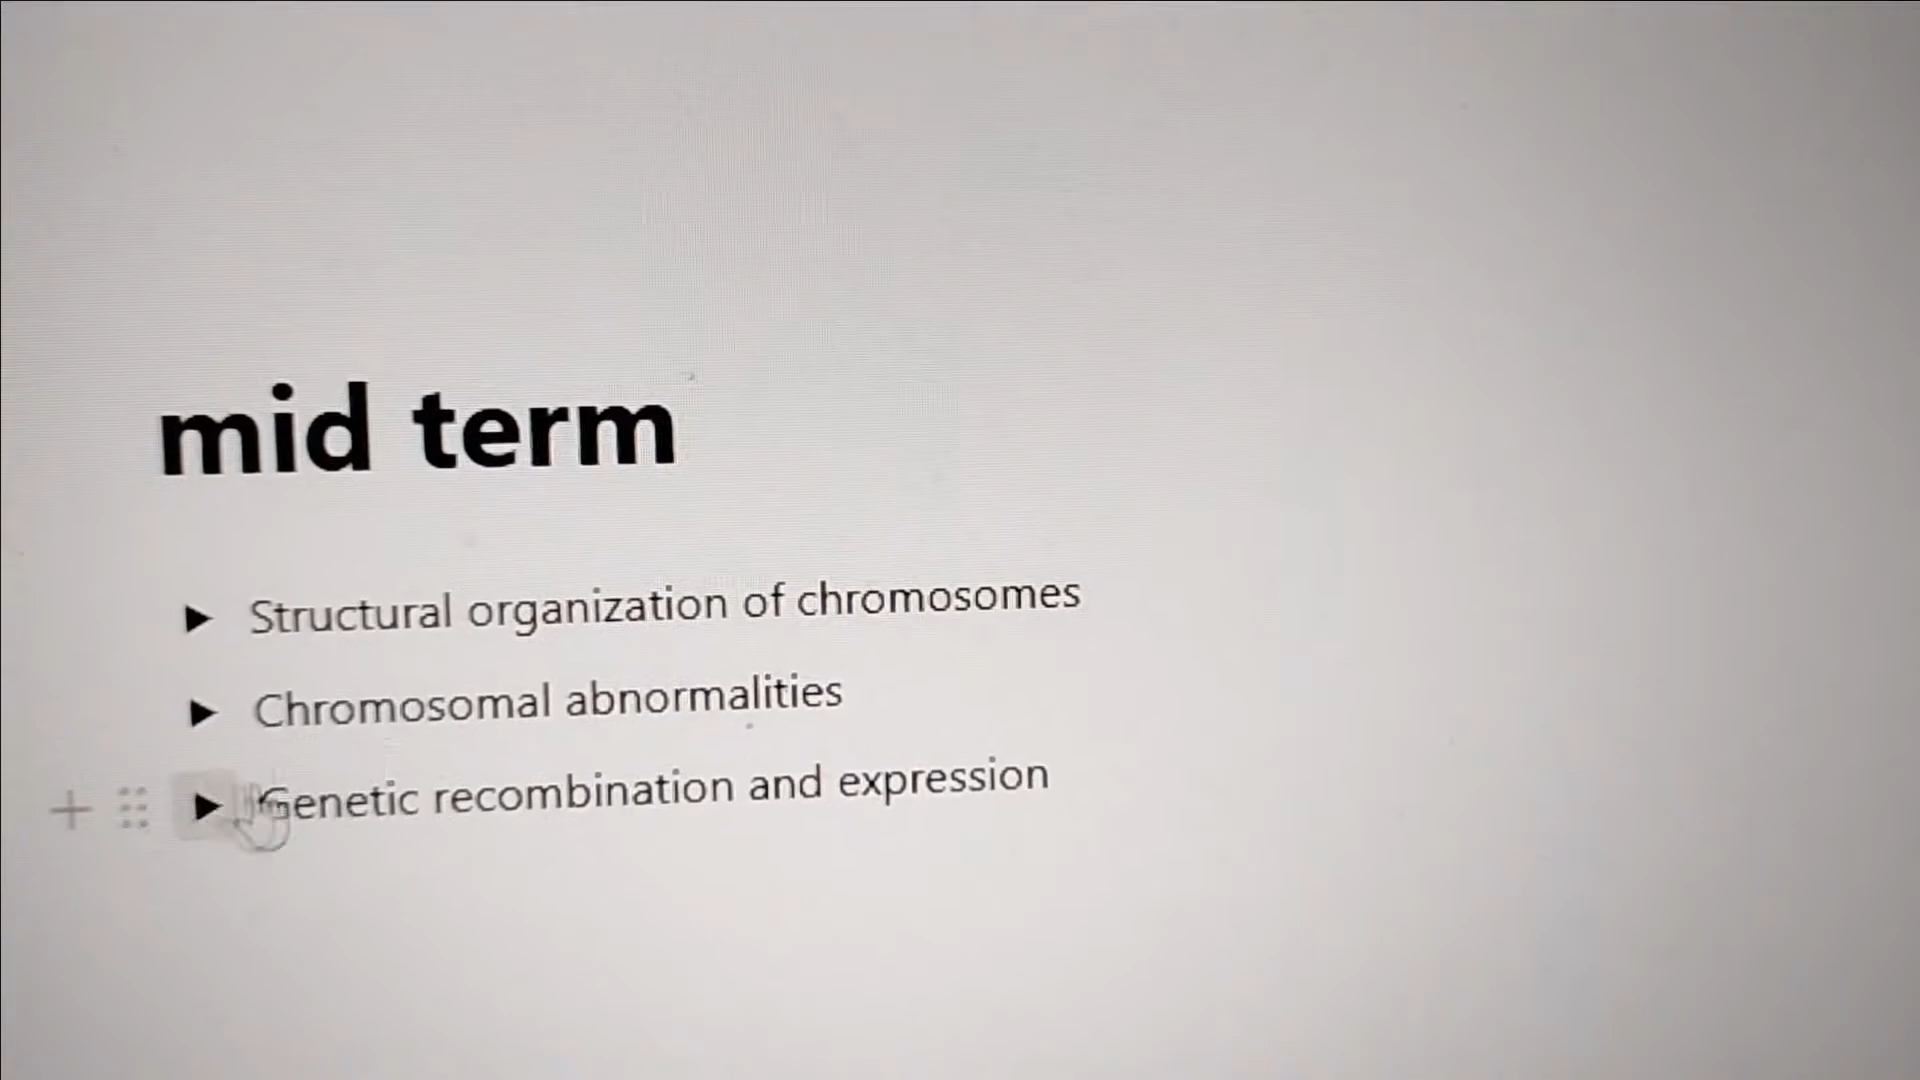 mid term
Structural organization of chromosomes
Chromosomal abnormalities
Genetic recombination and expression